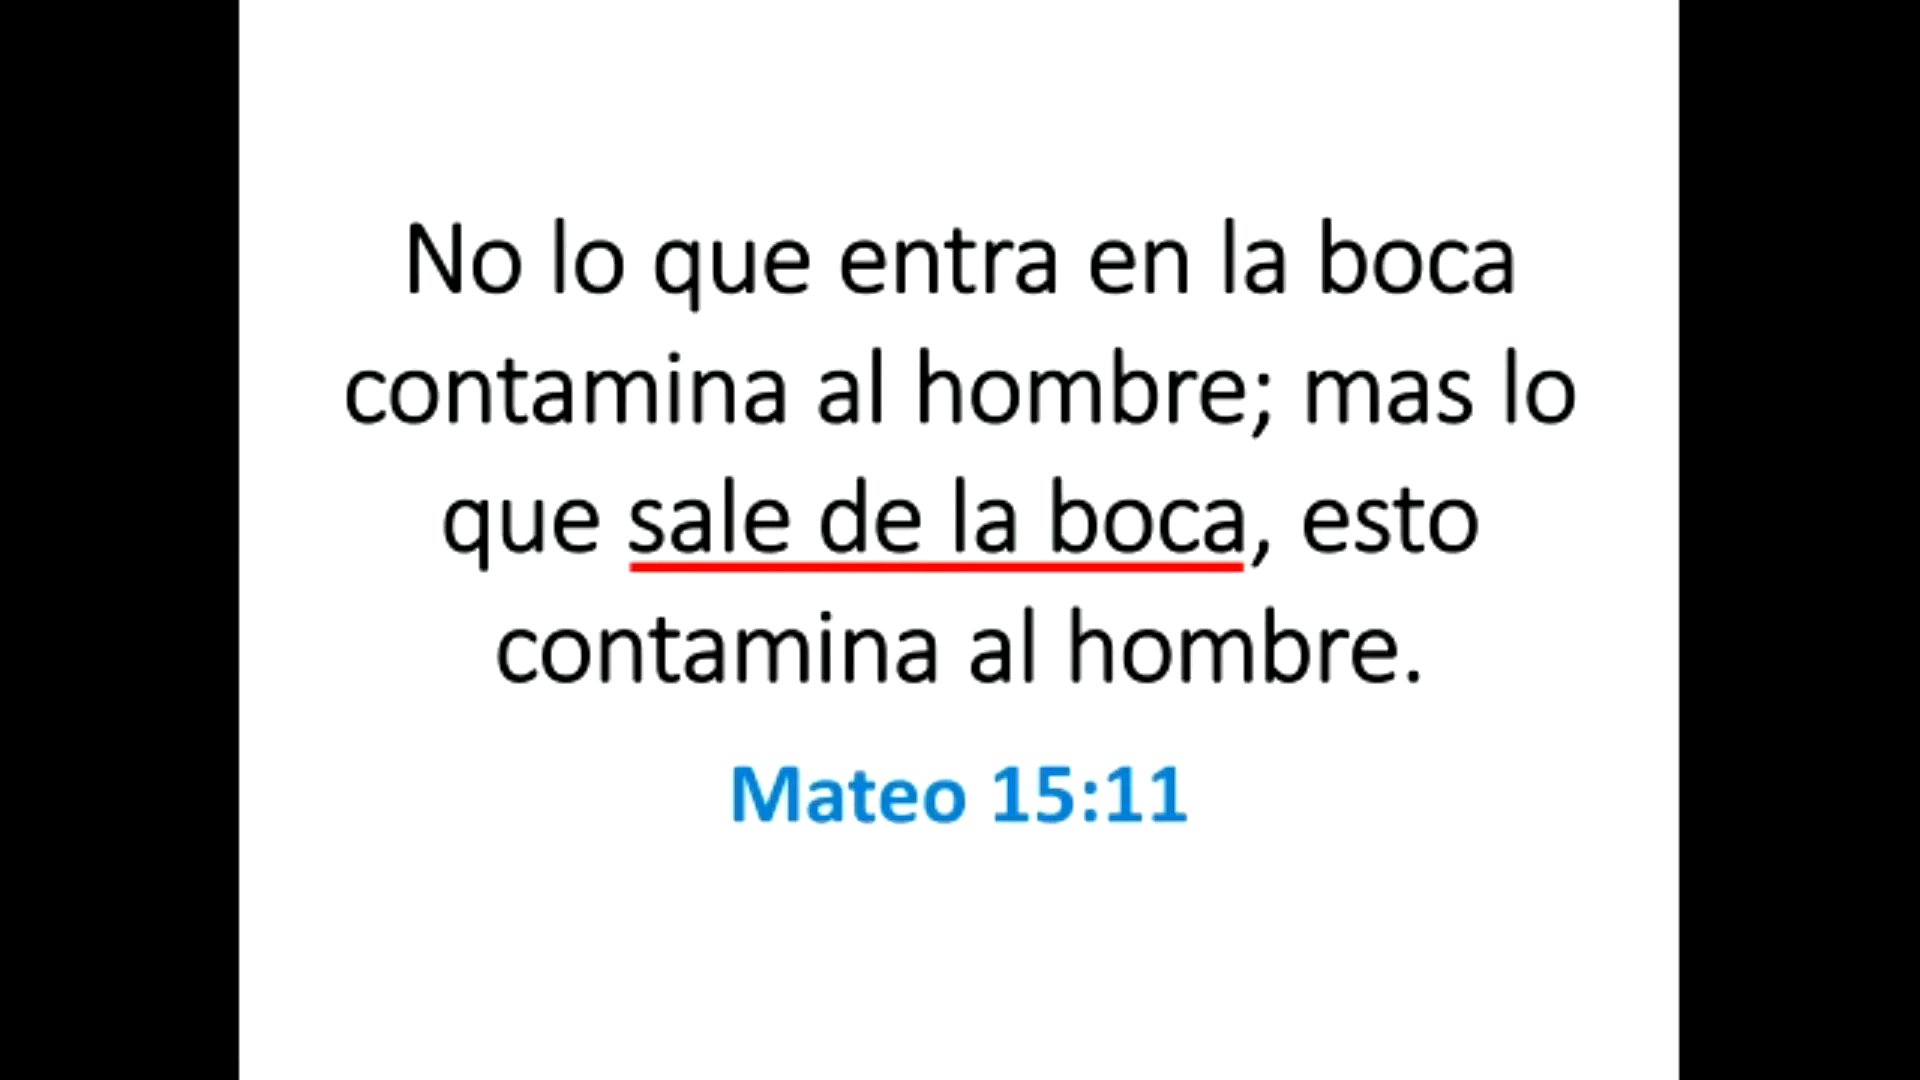 No lo que entra en la boca
contamina al hombre; mas lo
que sale de la boca, esto
contamina al hombre.
Mateo 15:11